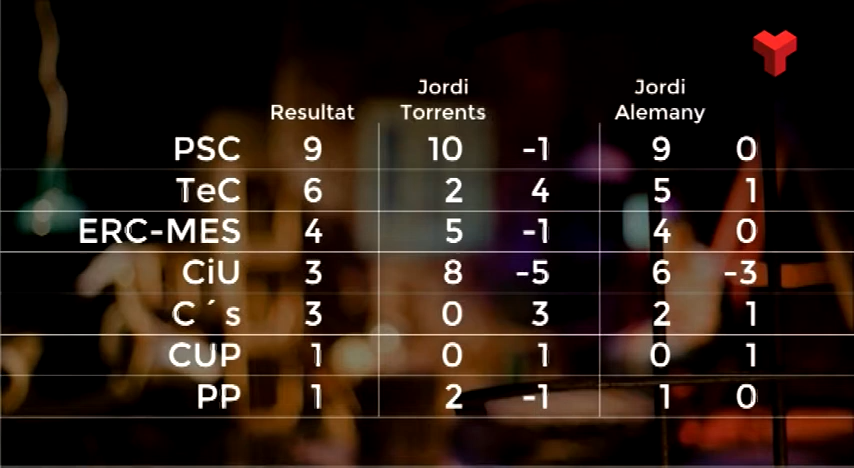 Jordi Jordi
Resultat Torrents Alemany
PSC 9 10 -1 9 0
TeC 6 2 4 5 1
ERC-MES 4 5 -1 4 0
CiU 3 8 -5 6 -3
C´s 3 0 3 2 1
CUP 1 0 1 0 1
PP 1 2 -1 1 0